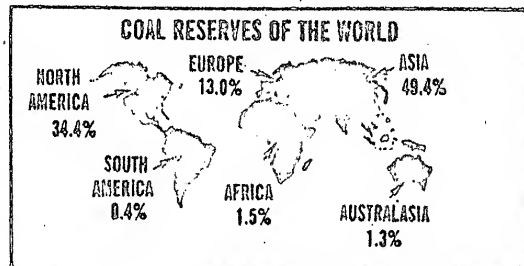 COAL RESERVES OF THE WORLD
NORTH
AMERICA
34.4%
EUROPE
13.0%
ASIA
49.4%
SOUTH
AMERICA
0.4%
AFRICA
1.5%
AUSTRALASIA
1.3%